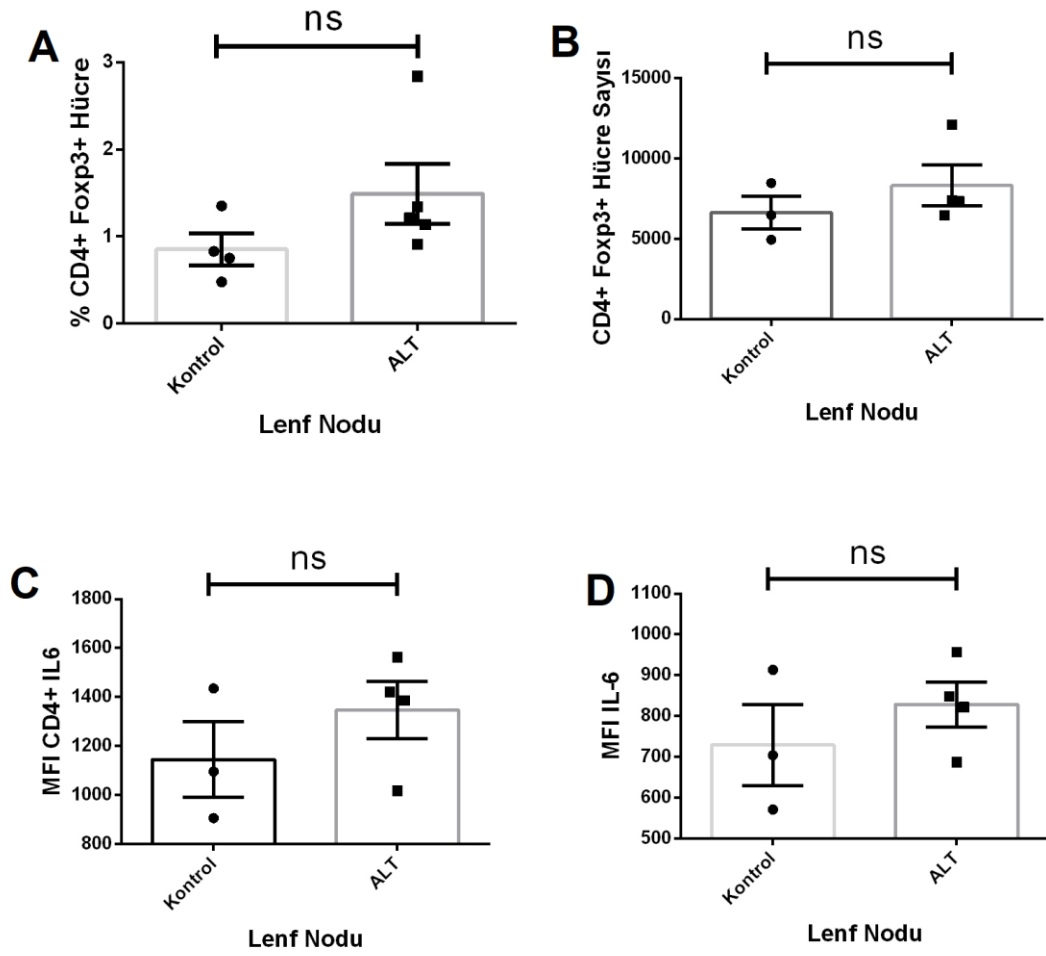 A
ns
% CD4+ Foxp3+ Hücre
3
2
1
0
Kontrol
ALT
Lenf Nodu
B
ns
CD4+ Foxp3+ Hücre Sayısı
15000
10000
5000
0
Kontrol
ALT
Lenf Nodu
C
ns
MFI CD4+ IL6
1800
1600
1400
1200
1000
800
Kontrol
ALT
Lenf Nodu
D
ns
MFI IL-6
1100
1000
900
800
700
600
500
Kontrol
ALT
Lenf Nodu